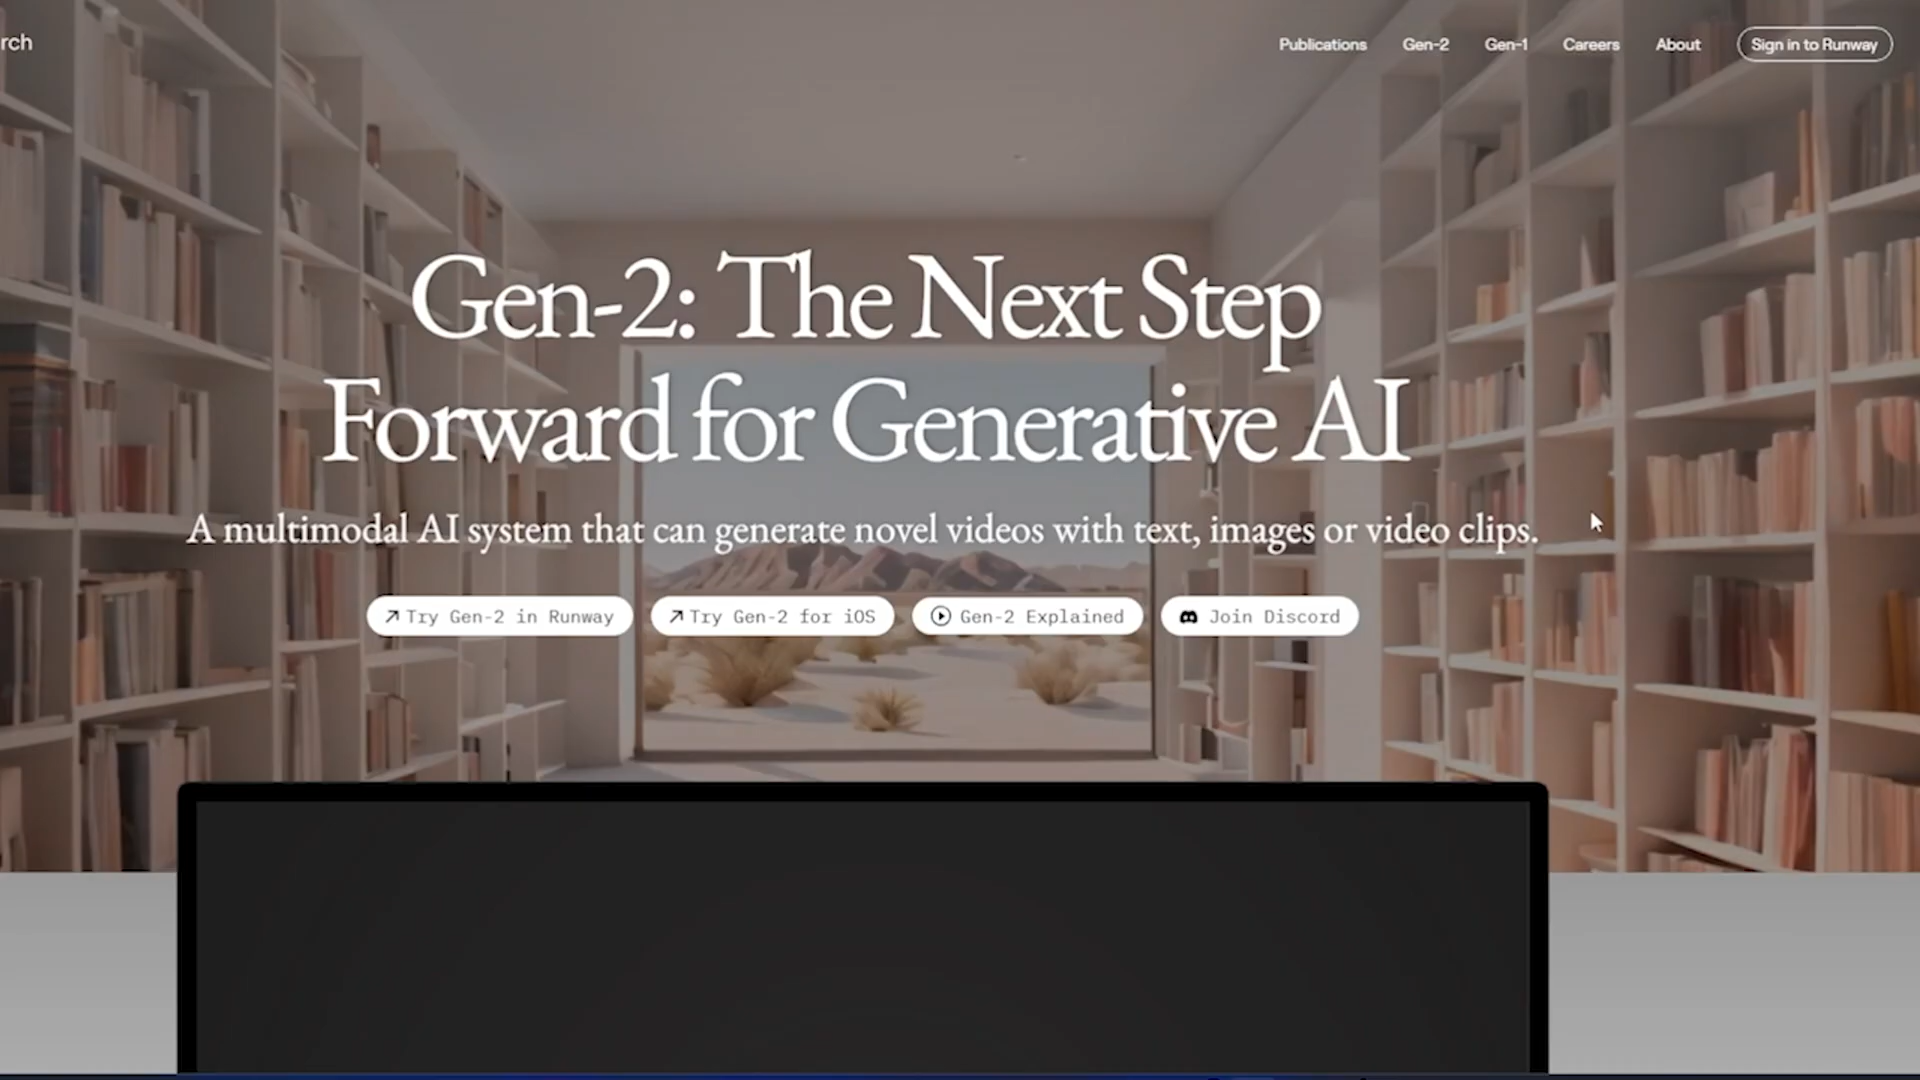 rch
Publications
Gen-2
Gen-1
Careers
About
Sign in to Runway
Gen-2: The Next Step
Forward for Generative AI
A multimodal AI system that can generate novel videos with text, images or video clips.
Try Gen-2 in Runway
Try Gen-2 for iOS
Gen-2 Explained
Join Discord